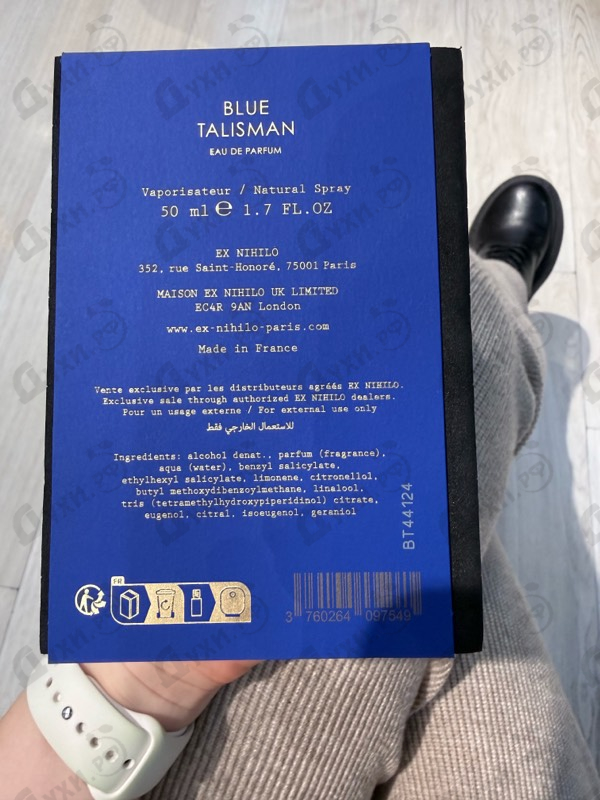 BLUE
TALISMAN
EAU DE PARFUM
Vaporisateur / Natural Spray
50 ml ℮ 1.7 FL.OZ
EX NIHILO
352, rue Saint-Honoré, 75001 Paris
MAISON EX NIHILO UK LIMITED
EC4R 9AN London
www.ex-nihilo-paris.com
Made in France
Vente exclusive par les distributeurs agréés EX NIHILO.
Exclusive sale through authorized EX NIHILO dealers.
Pour un usage externe / For external use only
للاستعمال الخارجي فقط
Ingredients: alcohol denat., parfum (fragrance),
aqua (water), benzyl salicylate,
ethylhexyl salicylate, limonene, citronellol,
butyl methoxydibenzoylmethane, linalool,
tris (tetramethylhydroxypiperidinol) citrate,
eugenol, citral, isoeugenol, geraniol
BT44124
FR
3 760264 097549
Духи.РФ